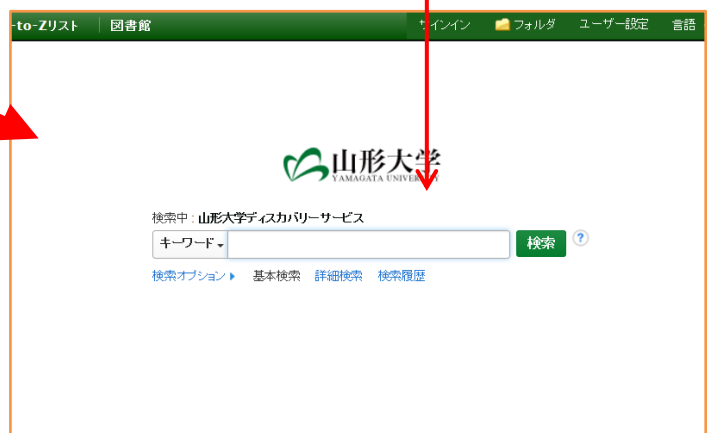 -to-Zリスト 図書館 サインイン フォルダ ユーザー設定 言語
山形大学
YAMAGATA UNIVERSITY
検索中 : 山形大学ディスカバリーサービス
キーワード 検索 ?
検索オプション 基本検索 詳細検索 検索履歴